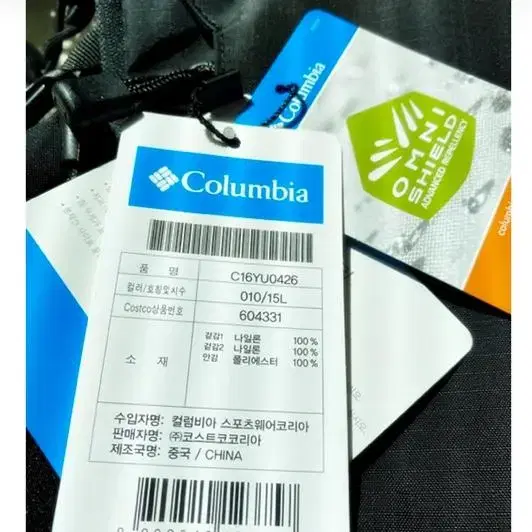 Columbia
OMNI
SHIELD
ADVANCED REPELLENCY
Columbia
품 명 C16YU0426
컬러/호칭및치수 010/15L
Costco상품번호 604331
소 재
겉감1 나일론 100%
겉감2 나일론 100%
안감 폴리에스터 100%
수입자명: 컬럼비아 스포츠웨어코리아
판매자명: ㈜코스트코코리아
제조국명: 중국 / CHINA